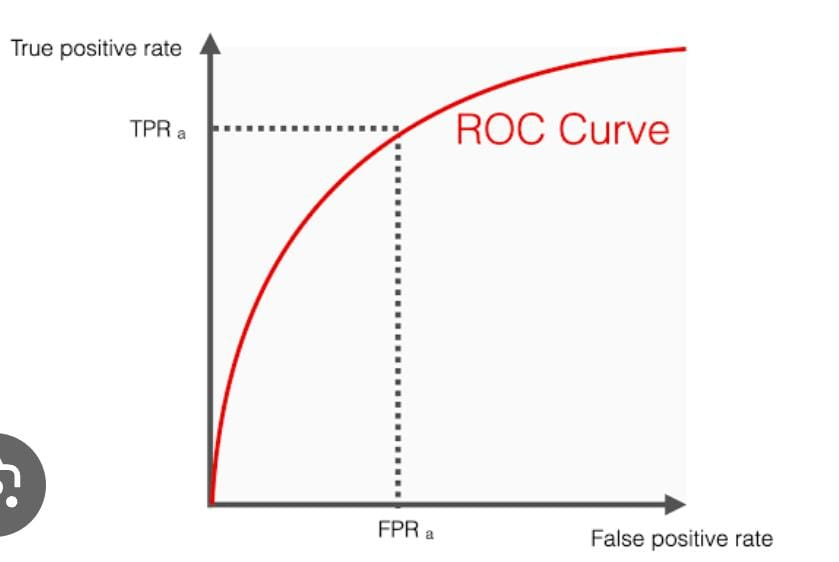 True positive rate
TPR a
ROC Curve
FPR a
False positive rate